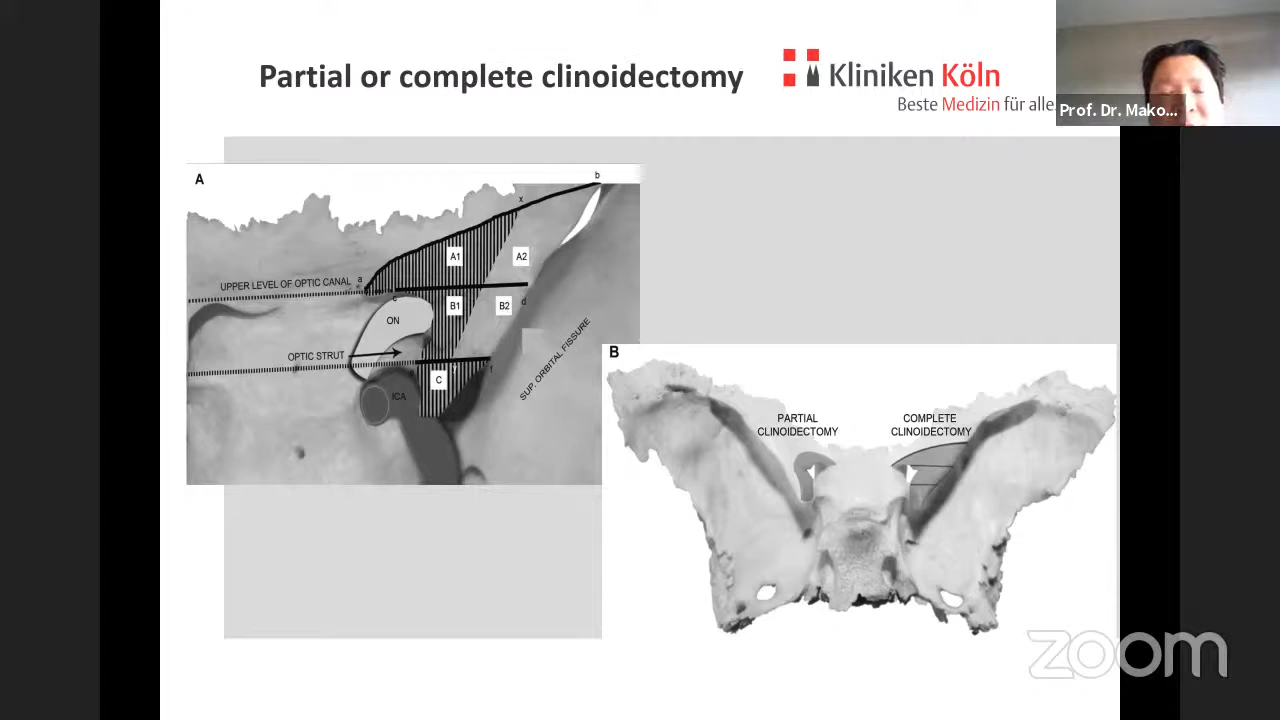 Partial or complete clinoidectomy
Kliniken Köln
Beste Medizin für alle
Prof. Dr. Mako...
A
b
x
A1
A2
UPPER LEVEL OF OPTIC CANAL
a
c
d
B1
B2
ON
OPTIC STRUT
y
f
C
ICA
SUP. ORBITAL FISSURE
B
PARTIAL
CLINOIDECTOMY
COMPLETE
CLINOIDECTOMY
zoom